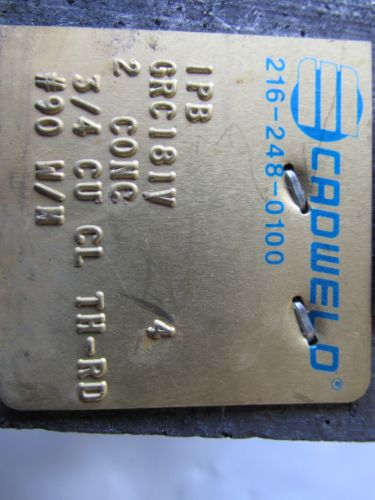 CADWELD®
216-248-0100
1PB
GRC181V 4
2 CONC
3/4 CU CL TH-RD
#90 W/H